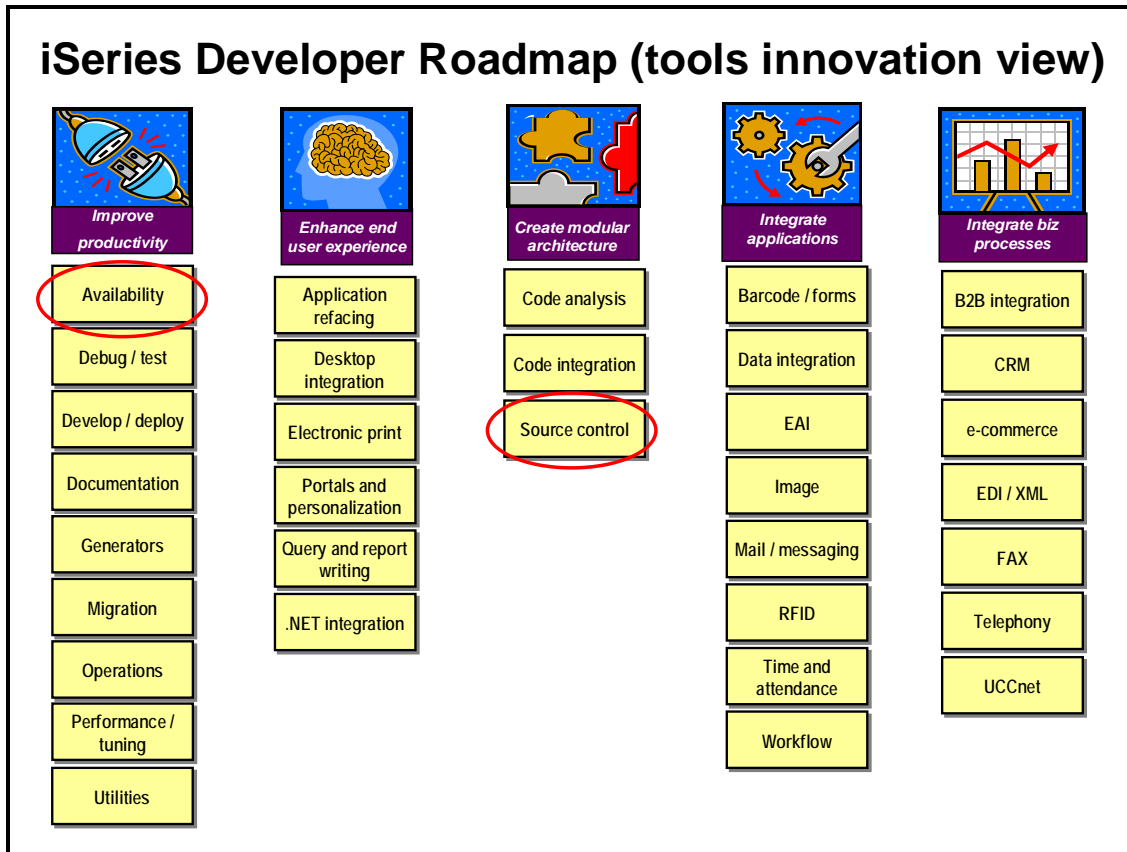 iSeries Developer Roadmap (tools innovation view)
Improve
productivity
Availability
Debug / test
Develop / deploy
Documentation
Generators
Migration
Operations
Performance /
tuning
Utilities
Enhance end
user experience
Application
refacing
Desktop
integration
Electronic print
Portals and
personalization
Query and report
writing
.NET integration
Create modular
architecture
Code analysis
Code integration
Source control
Integrate
applications
Barcode / forms
Data integration
EAI
Image
Mail / messaging
RFID
Time and
attendance
Workflow
Integrate biz
processes
B2B integration
CRM
e-commerce
EDI / XML
FAX
Telephony
UCCnet